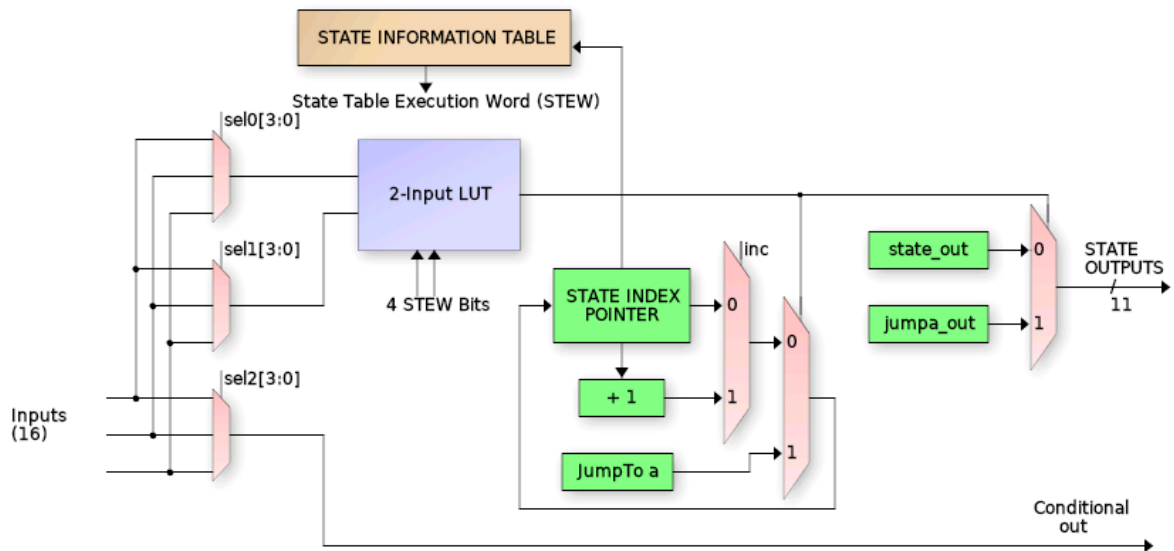 STATE INFORMATION TABLE
State Table Execution Word (STEW)
sel0[3:0]
2-Input LUT
sel1[3:0]
inc
state_out
0
STATE
OUTPUTS
11
4 STEW Bits
STATE INDEX
POINTER
0
0
jumpa_out
1
sel2[3:0]
+ 1
1
Inputs
(16)
JumpTo a
1
Conditional
out